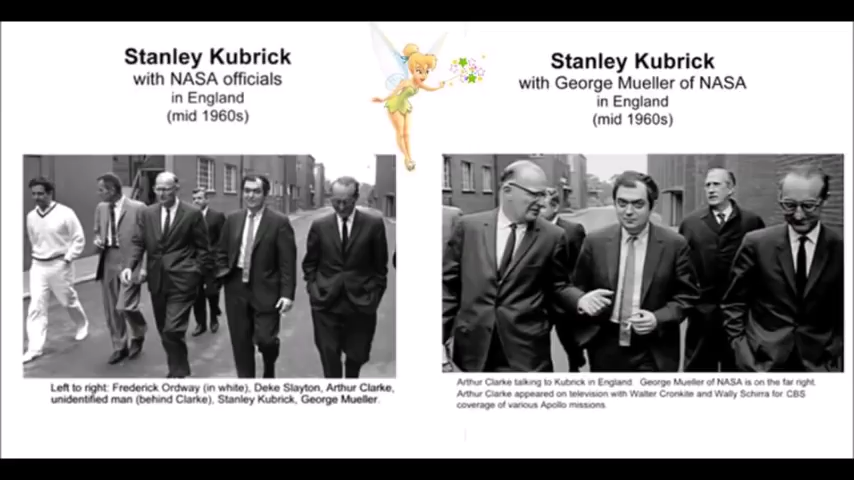 Stanley Kubrick
with NASA officials
in England
(mid 1960s)
Left to right: Frederick Ordway (in white), Deke Slayton, Arthur Clarke,
unidentified man (behind Clarke), Stanley Kubrick, George Mueller.
Stanley Kubrick
with George Mueller of NASA
in England
(mid 1960s)
Arthur Clarke talking to Kubrick in England. George Mueller of NASA is on the far right.
Arthur Clarke appeared on television with Walter Cronkite and Wally Schirra for CBS
coverage of various Apollo missions.